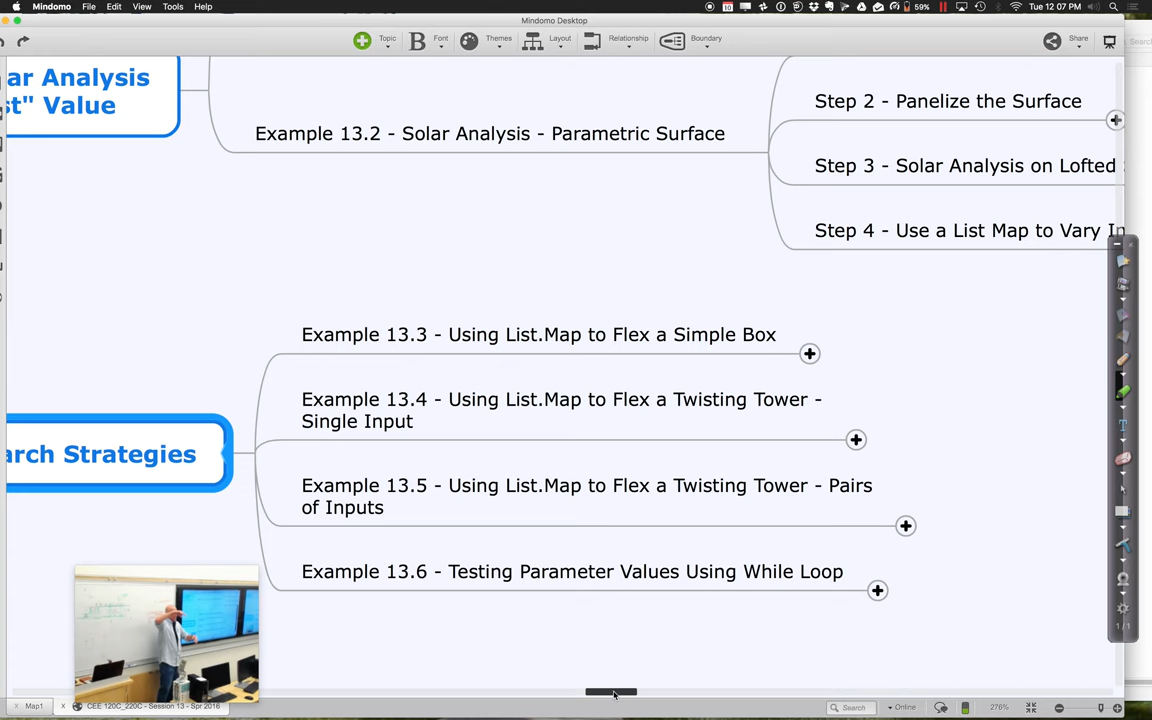 Mindomo File Edit View Tools Help
59% Tue 12 07 PM
Mindomo Desktop
Topic Font Themes Layout Relationship Boundary Share
ar Analysis
st" Value
Example 13.2 - Solar Analysis - Parametric Surface
Step 2 - Panelize the Surface
Step 3 - Solar Analysis on Lofted
Step 4 - Use a List Map to Vary In
arch Strategies
Example 13.3 - Using List.Map to Flex a Simple Box
Example 13.4 - Using List.Map to Flex a Twisting Tower -
Single Input
Example 13.5 - Using List.Map to Flex a Twisting Tower - Pairs
of Inputs
Example 13.6 - Testing Parameter Values Using While Loop
1/1
Map1 CEE 120C_220C - Session 13 - Spr 2016
Search Online 276%